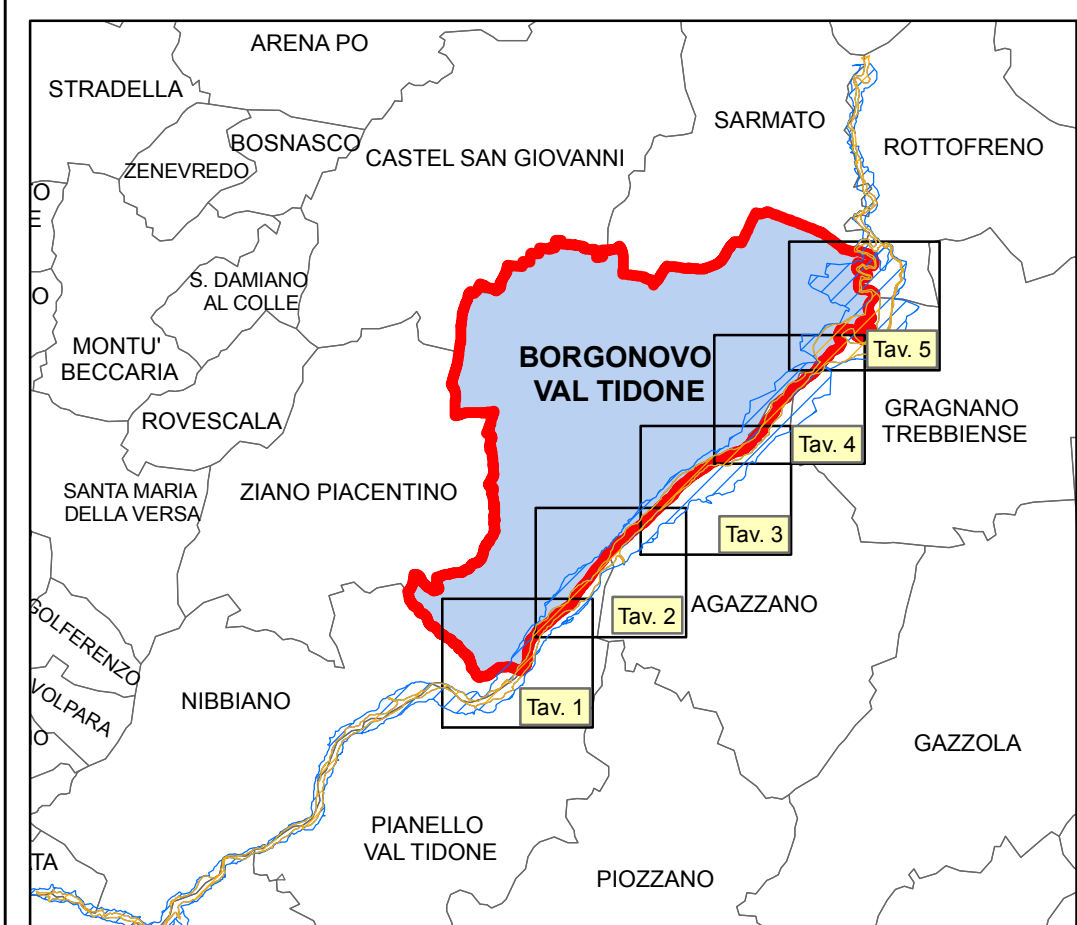 ARENA PO
STRADELLA
SARMATO
BOSNASCO
ROTTOFRENO
CASTEL SAN GIOVANNI
ZENEVREDO
O
E
S. DAMIANO
AL COLLE
O
MONTU'
BECCARIA
BORGONOVO
VAL TIDONE
Tav. 5
ROVESCALA
GRAGNANO
TREBBIENSE
Tav. 4
SANTA MARIA
DELLA VERSA
ZIANO PIACENTINO
Tav. 3
AGAZZANO
Tav. 2
GOLFERENZO
VOLPARA
NIBBIANO
Tav. 1
O
GAZZOLA
PIANELLO
VAL TIDONE
TA
PIOZZANO